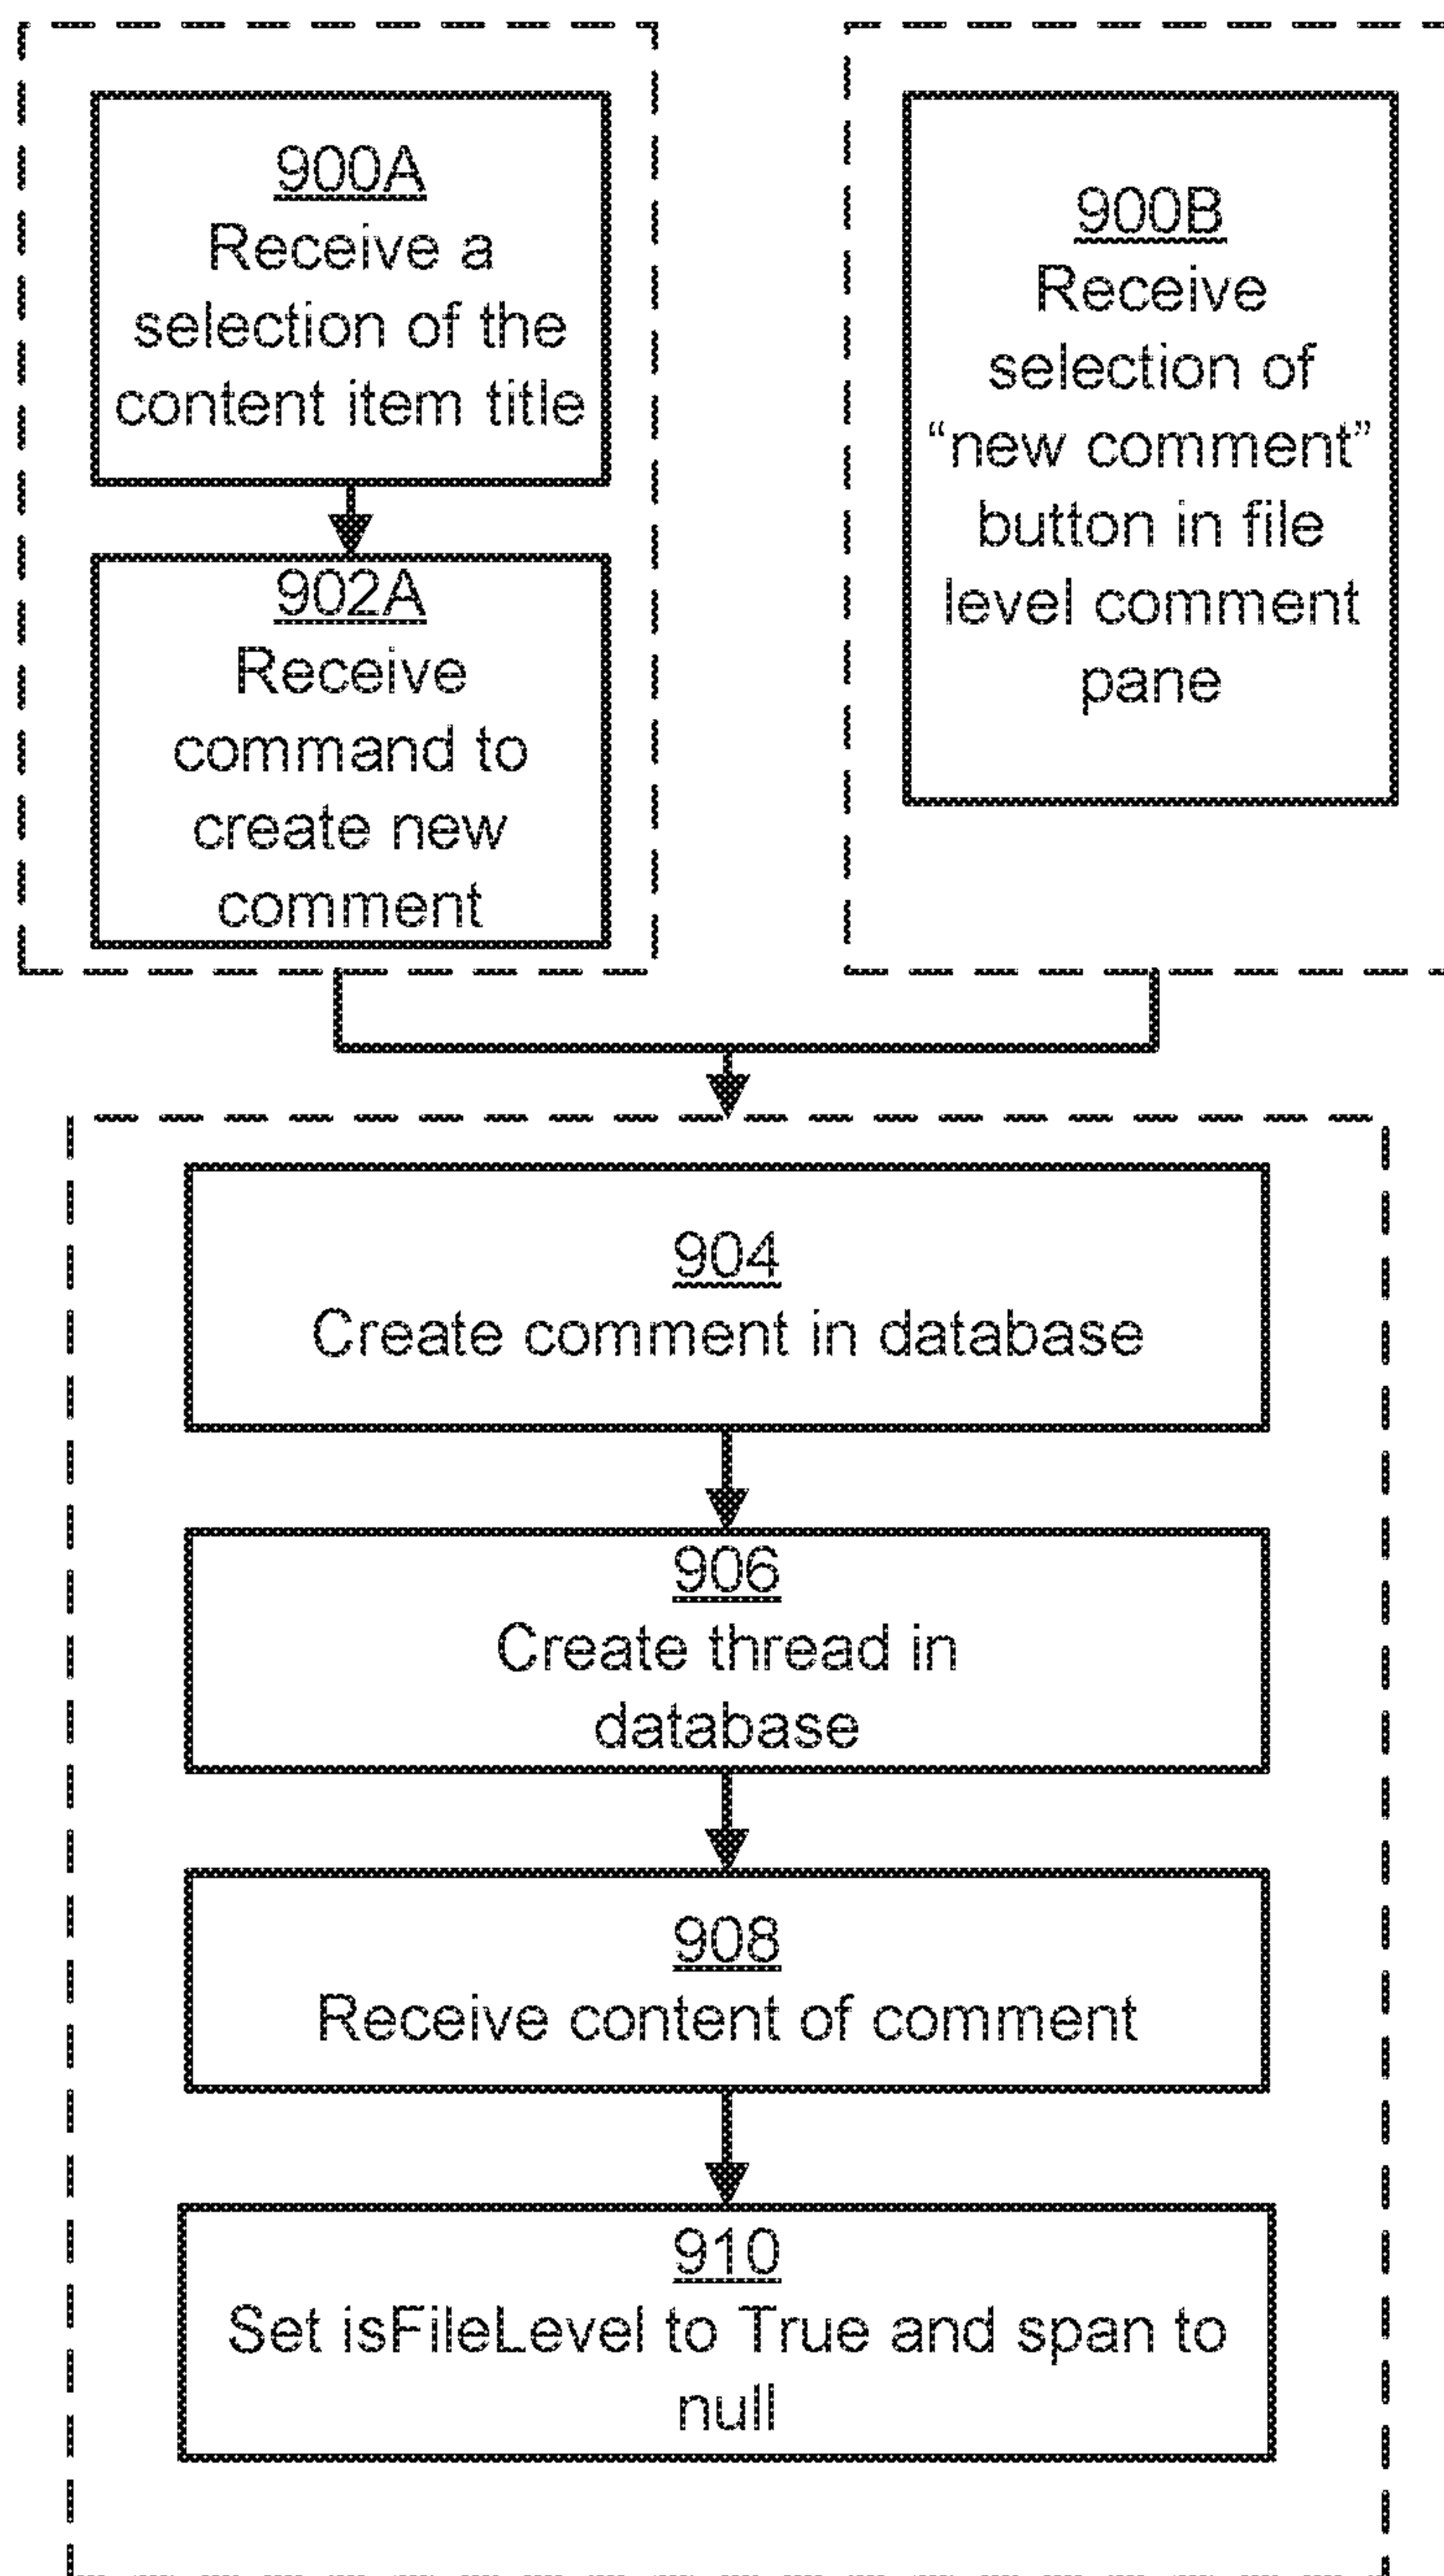 900A
Receive a
selection of the
content item title
902A
Receive
command to
create new
comment
900B
Receive
selection of
“new comment”
button in file
level comment
pane
904
Create comment in database
906
Create thread in
database
908
Receive content of comment
910
Set isFileLevel to True and span to
null